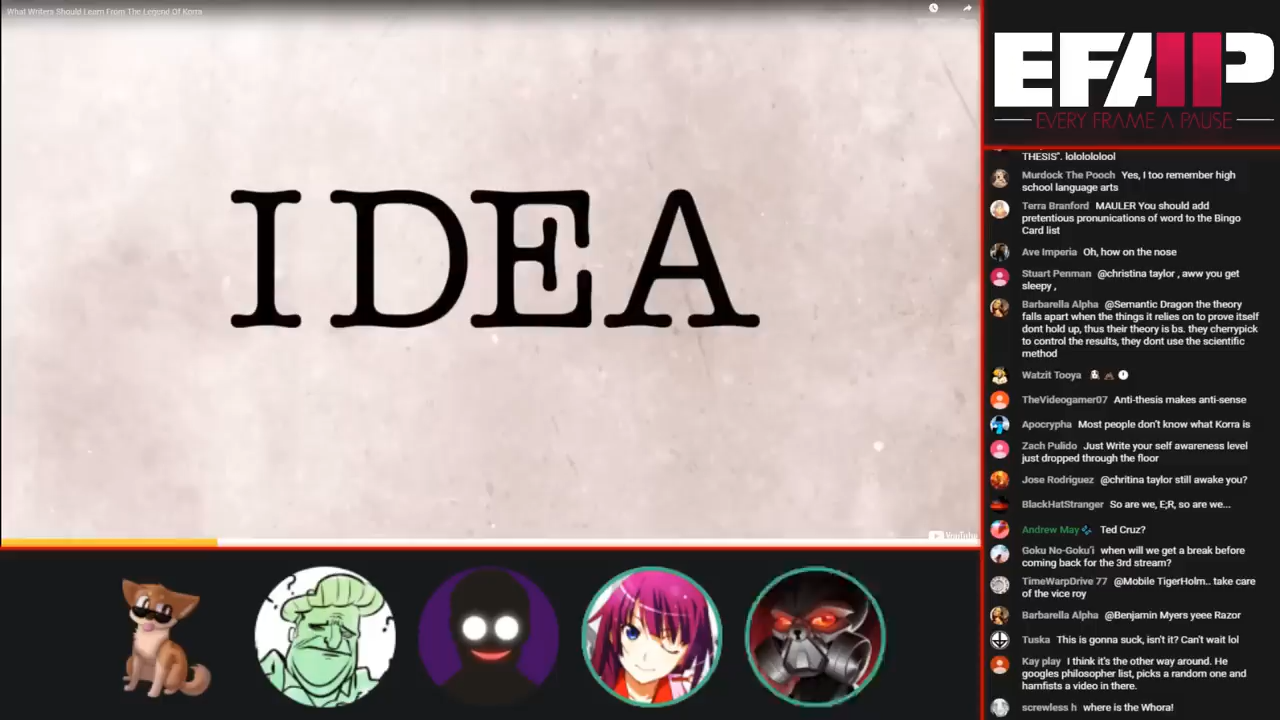 What Writers Should Learn From The Legend Of Korra
IDEA
YouTube
EFAP
EVERY FRAME A PAUSE
THESIS". lolololoool
Murdock The Pooch Yes, I too remember high
school language arts
Terra Branford MAULER You should add
pretentious pronunications of word to the Bingo
Card list
Ave Imperia Oh, how on the nose
Stuart Penman @christina taylor , aww you get
sleepy ,
Barbarella Alpha @Semantic Dragon the theory
falls apart when the things it relies on to prove itself
dont hold up, thus their theory is bs. they cherrypick
to control the results, they dont use the scientific
method
Watzit Tooya
TheVideogamer07 Anti-thesis makes anti-sense
Apocrypha Most people don't know what Korra is
Zach Pulido Just Write your self awareness level
just dropped through the floor
Jose Rodriguez @chritina taylor still awake you?
BlackHatStranger So are we, E;R, so are we...
Andrew May Ted Cruz?
Goku No-Goku'i when will we get a break before
coming back for the 3rd stream?
TimeWarpDrive 77 @Mobile TigerHolm.. take care
of the vice roy
Barbarella Alpha @Benjamin Myers yeee Razor
Tuska This is gonna suck, isn't it? Can't wait lol
Kay play I think it's the other way around. He
googles philosopher list, picks a random one and
hamfists a video in there.
screwless h where is the Whora!